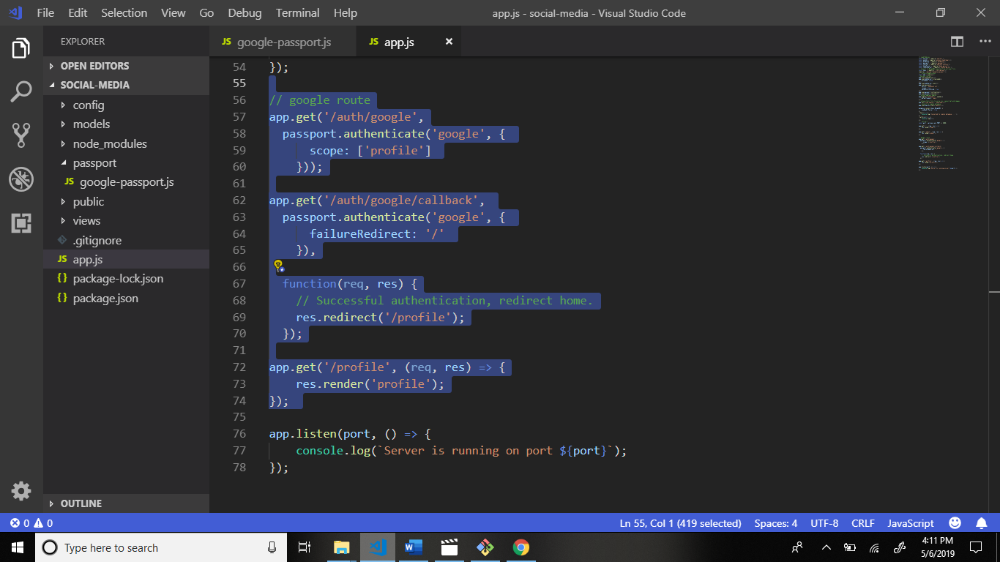 File Edit Selection View Go Debug Terminal Help app.js - social-media - Visual Studio Code
EXPLORER
OPEN EDITORS
SOCIAL-MEDIA
config
models
node_modules
passport
JS google-passport.js
public
views
.gitignore
JS app.js
{} package-lock.json
{} package.json
OUTLINE
JS google-passport.js JS app.js
54 });
55
56 // google route
57 app.get('/auth/google',
58 passport.authenticate('google', {
59 scope: ['profile']
60 }));
61
62 app.get('/auth/google/callback',
63 passport.authenticate('google', {
64 failureRedirect: '/'
65 }),
66
67 function(req, res) {
68 // Successful authentication, redirect home.
69 res.redirect('/profile');
70 });
71
72 app.get('/profile', (req, res) => {
73 res.render('profile');
74 });
75
76 app.listen(port, () => {
77 console.log(`Server is running on port ${port}`);
78 });
0 0 Ln 55, Col 1 (419 selected) Spaces: 4 UTF-8 CRLF JavaScript
Type here to search
4:11 PM
5/6/2019